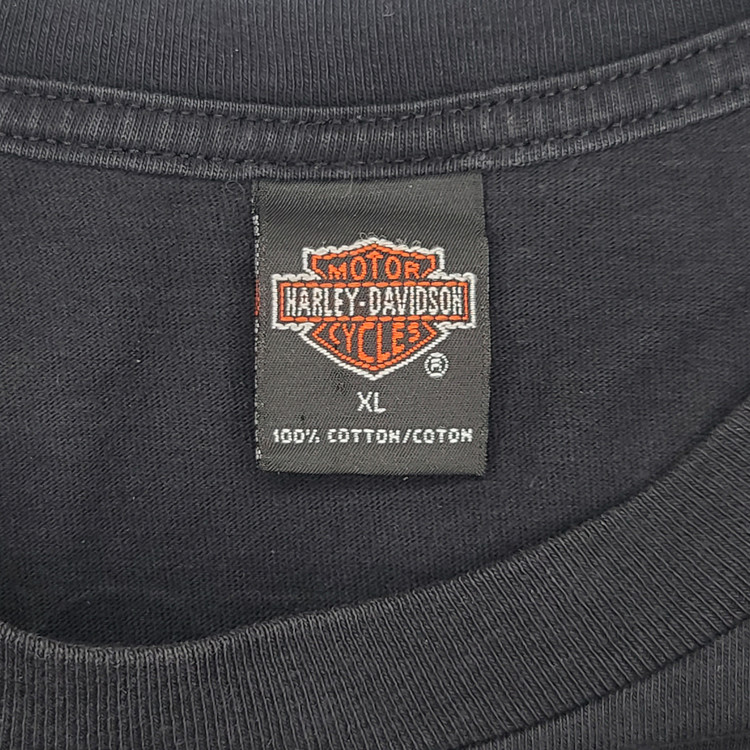 MOTOR
HARLEY-DAVIDSON
CYCLES
®
XL
100% COTTON/COTON